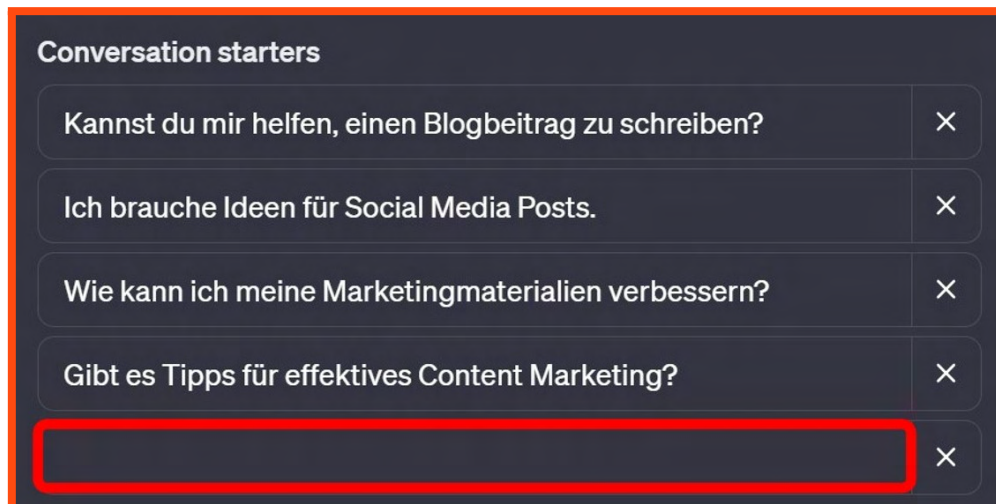 Conversation starters
Kannst du mir helfen, einen Blogbeitrag zu schreiben?
Ich brauche Ideen für Social Media Posts.
Wie kann ich meine Marketingmaterialien verbessern?
Gibt es Tipps für effektives Content Marketing?